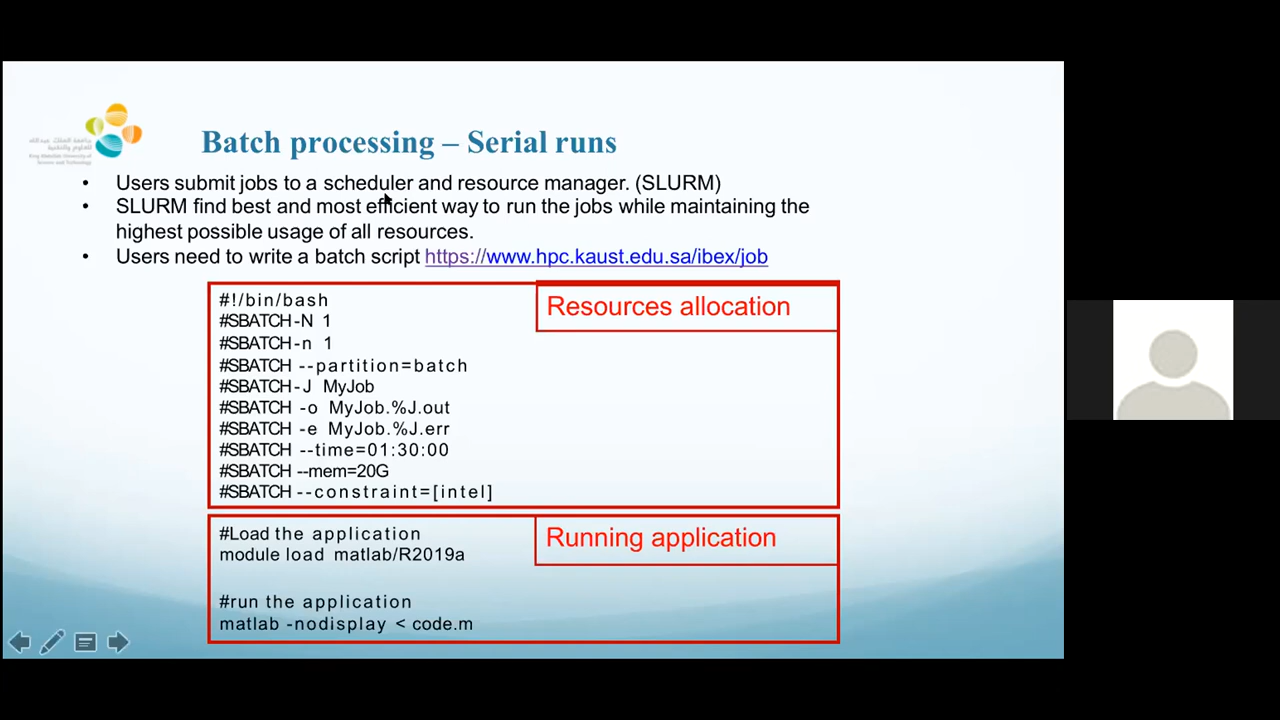 Batch processing – Serial runs
• Users submit jobs to a scheduler and resource manager. (SLURM)
• SLURM find best and most efficient way to run the jobs while maintaining the
highest possible usage of all resources.
• Users need to write a batch script https://www.hpc.kaust.edu.sa/ibex/job
Resources allocation
#!/bin/bash
#SBATCH -N 1
#SBATCH -n 1
#SBATCH --partition=batch
#SBATCH -J MyJob
#SBATCH -o MyJob.%J.out
#SBATCH -e MyJob.%J.err
#SBATCH --time=01:30:00
#SBATCH --mem=20G
#SBATCH --constraint=[intel]
Running application
#Load the application
module load matlab/R2019a
#run the application
matlab -nodisplay < code.m